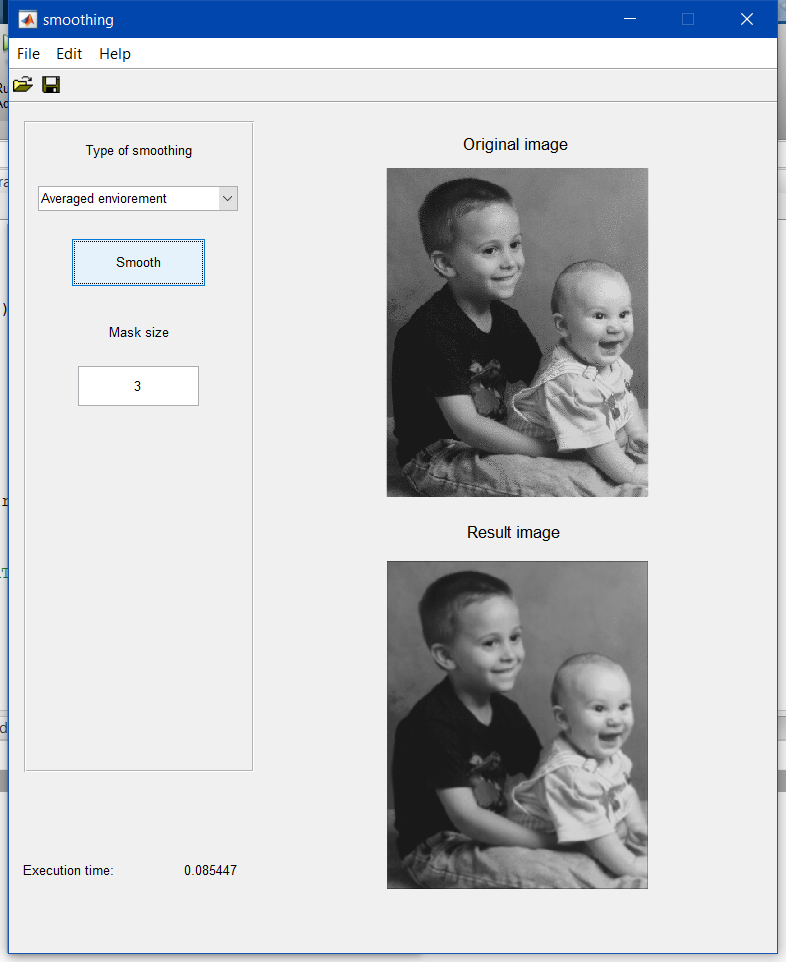 smoothing
File Edit Help
Type of smoothing
Averaged enviorement
Smooth
Mask size
3
Original image
Result image
Execution time: 0.085447